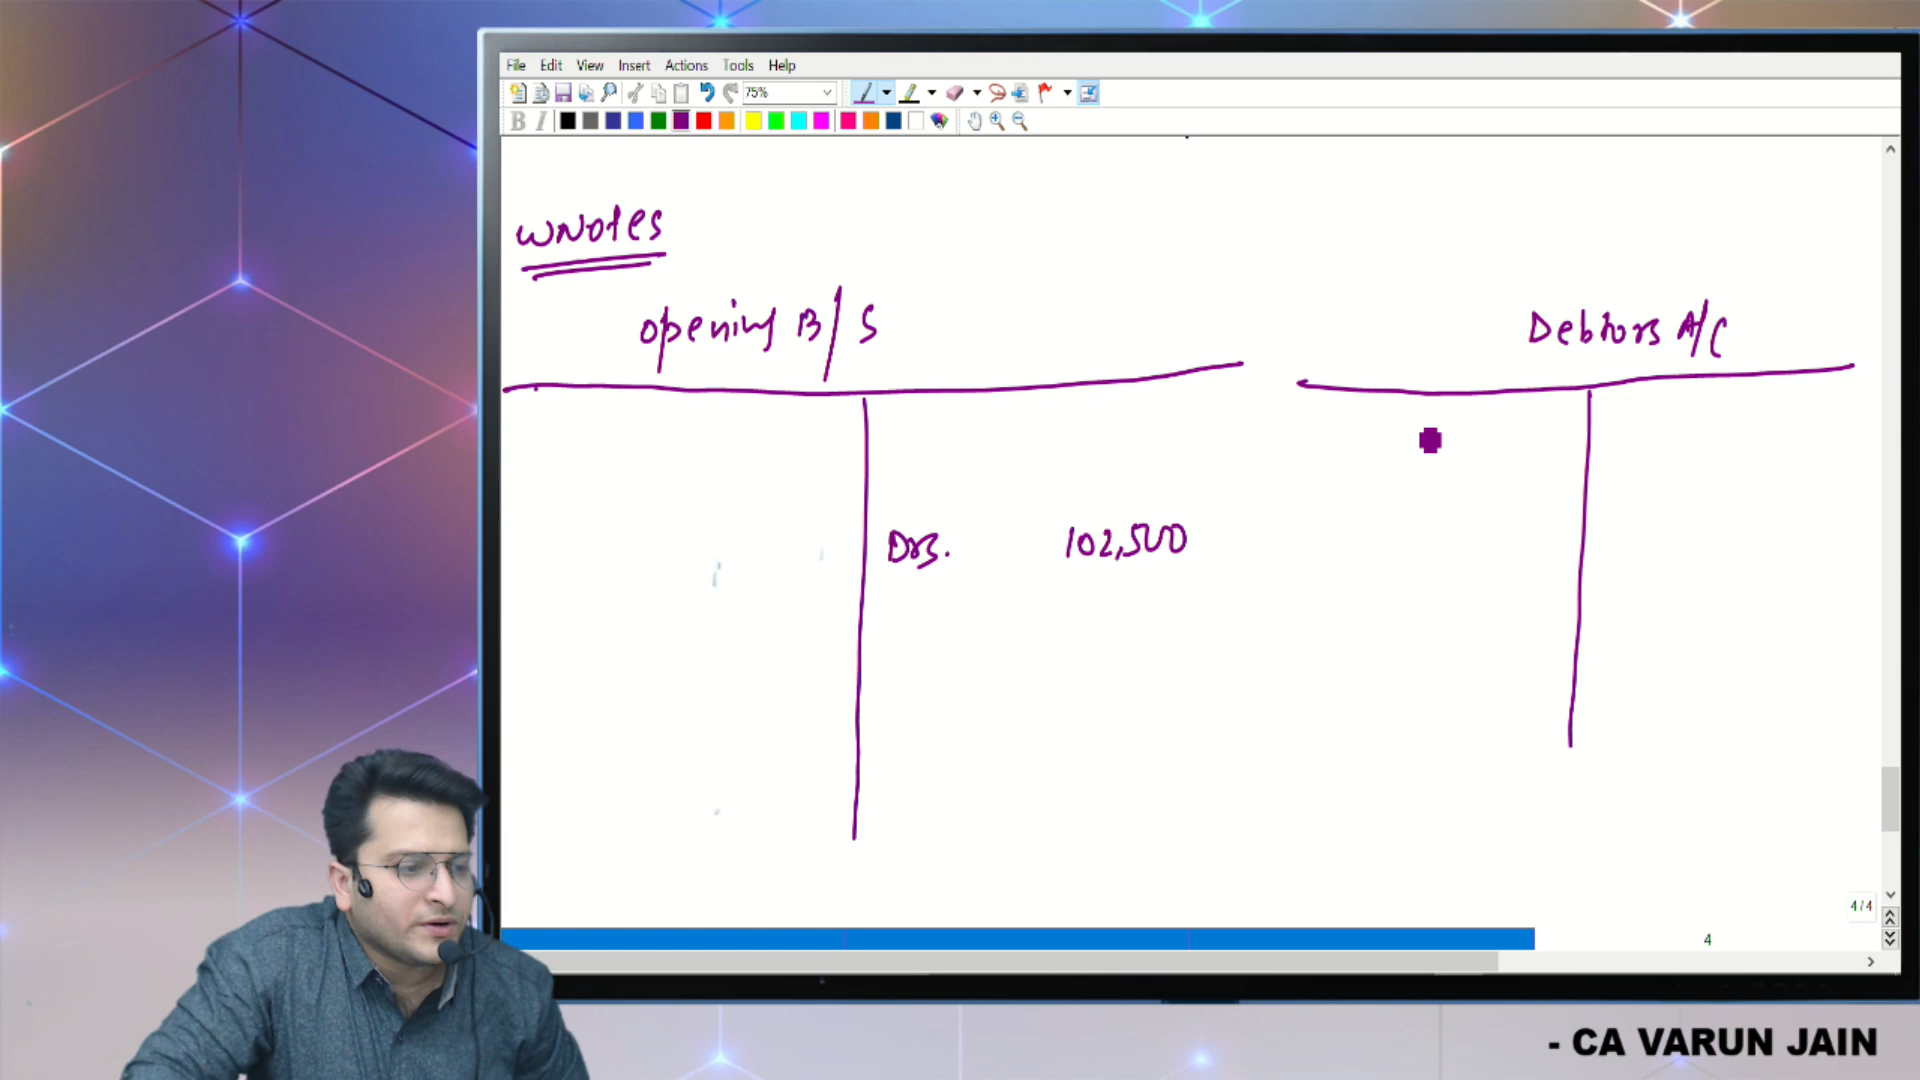 File Edit View Insert Actions Tools Help
75%
B I
WNotes
Opening B/S
Debtors A/C
Drs. 102,500
4/4
4
- CA VARUN JAIN